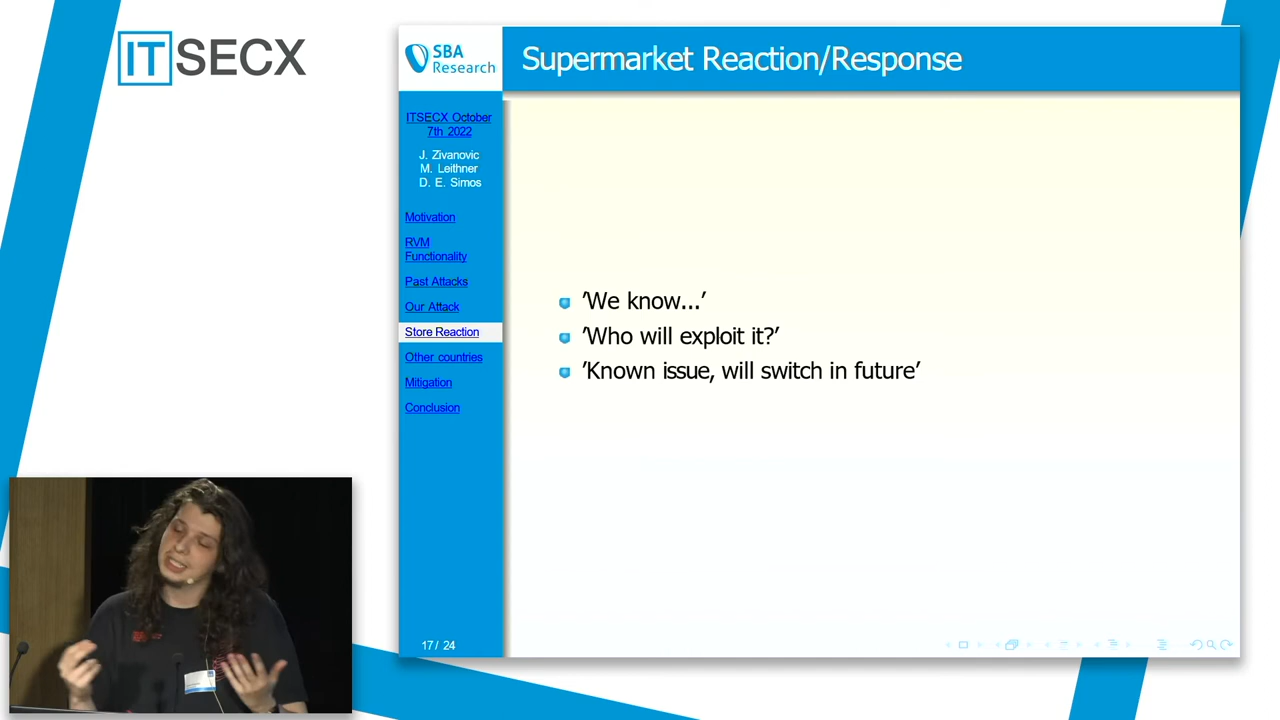 ITSECX
SBA
Research
Supermarket Reaction/Response
ITSECX October
7th 2022
J. Zivanovic
M. Leithner
D. E. Simos
Motivation
RVM
Functionality
Past Attacks
Our Attack
Store Reaction
Other countries
Mitigation
Conclusion
'We know...'
'Who will exploit it?'
'Known issue, will switch in future'
17/ 24